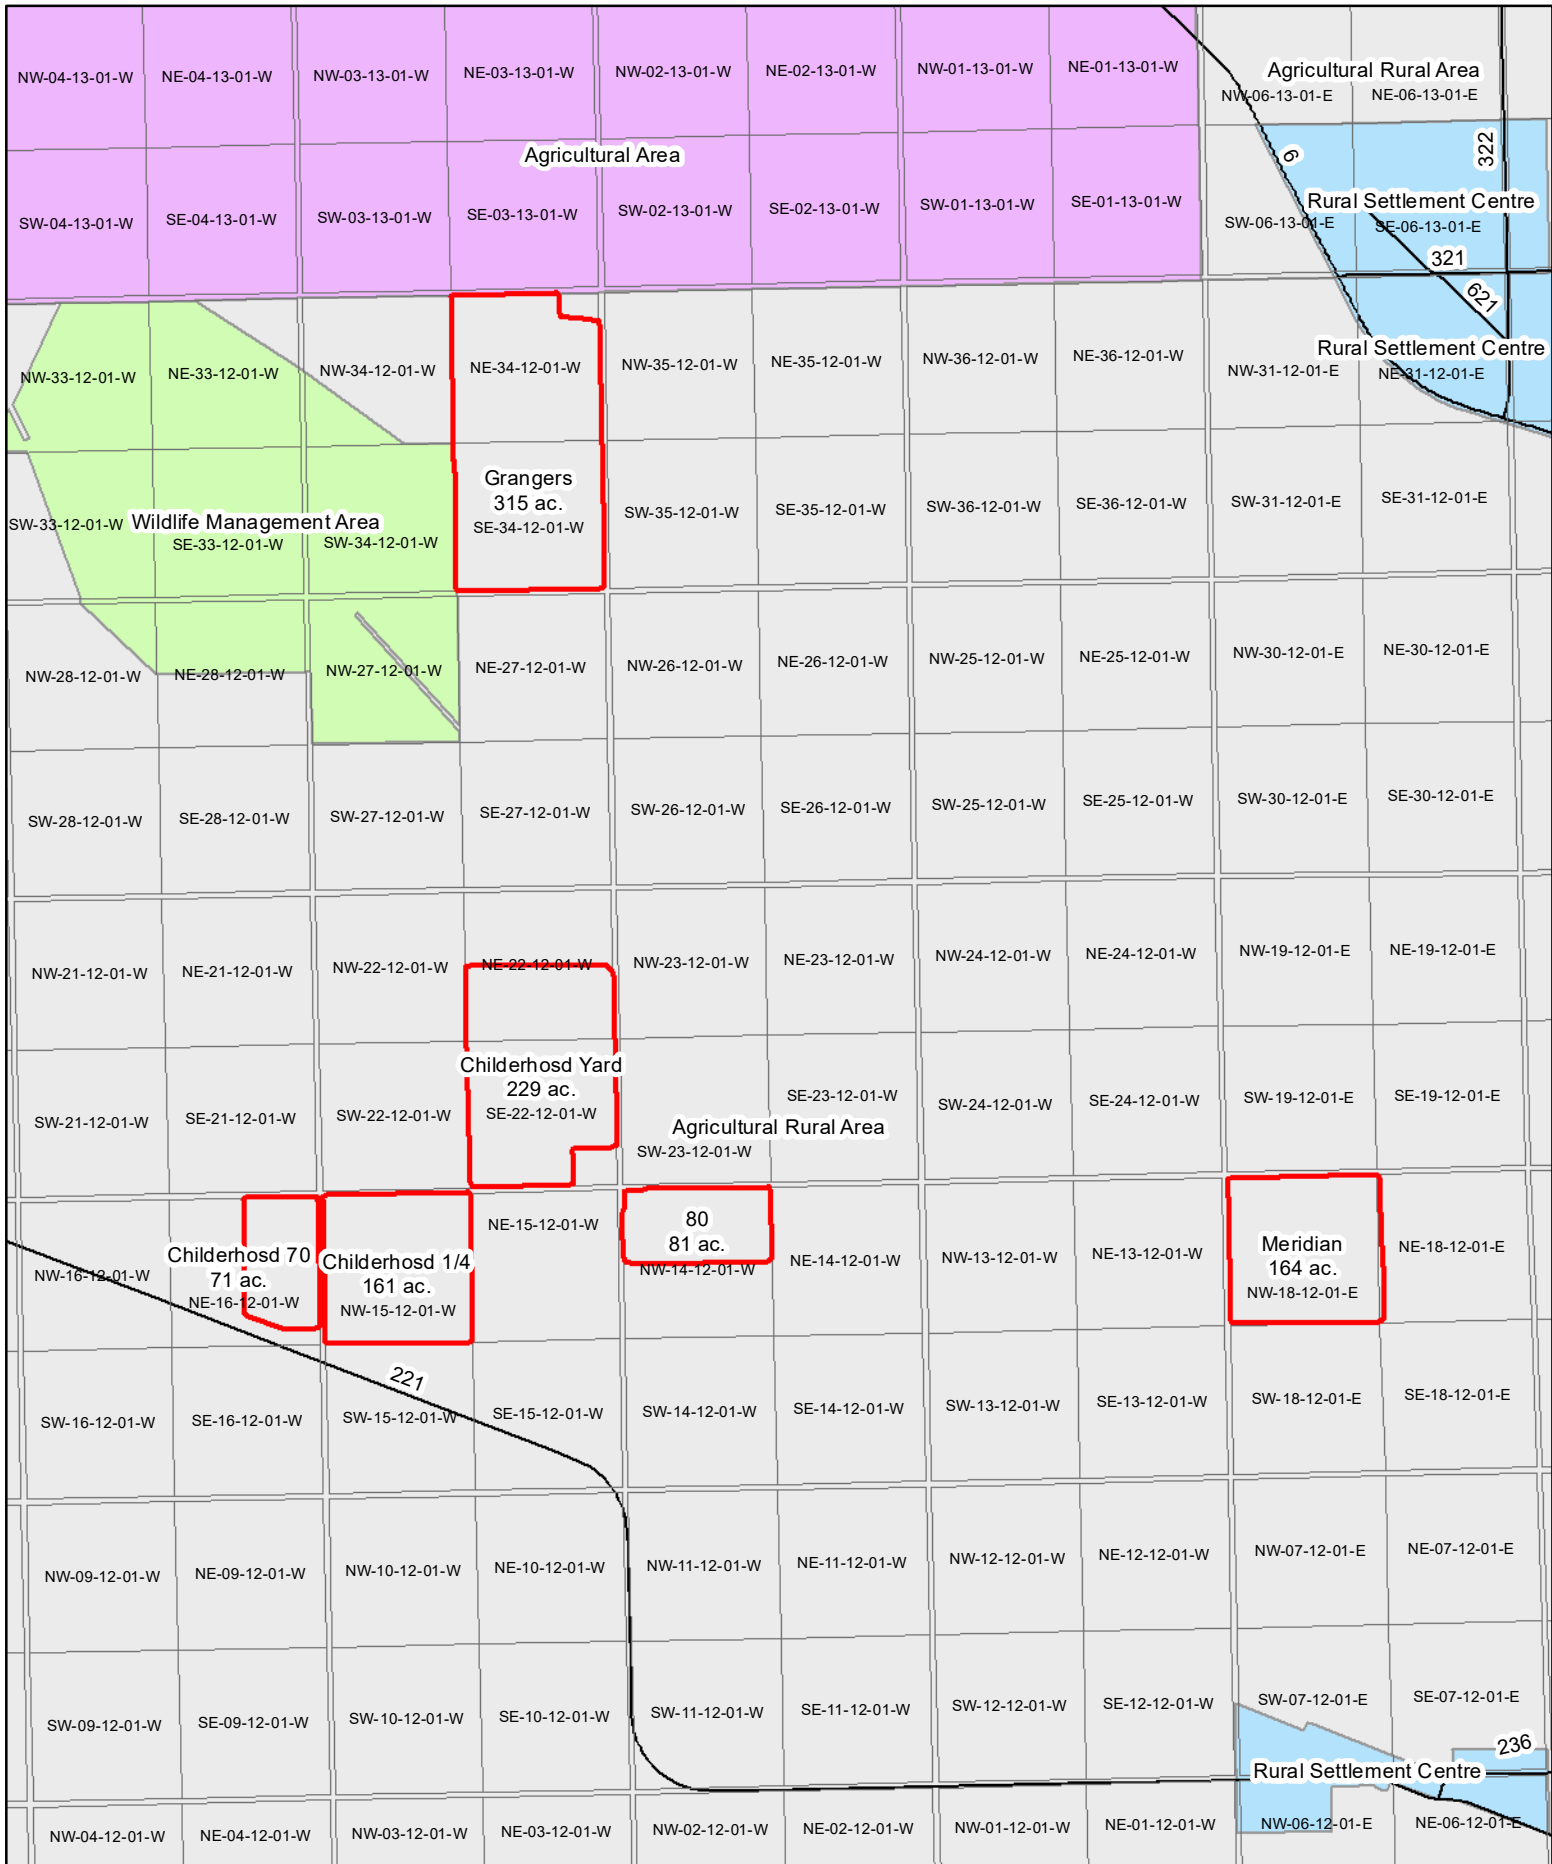 NW-04-13-01-W NE-04-13-01-W NW-03-13-01-W NE-03-13-01-W NW-02-13-01-W NE-02-13-01-W NW-01-13-01-W NE-01-13-01-W
Agricultural Rural Area
NW-06-13-01-E NE-06-13-01-E
Agricultural Area
6
322
Rural Settlement Centre
SW-04-13-01-W SE-04-13-01-W SW-03-13-01-W SE-03-13-01-W SW-02-13-01-W SE-02-13-01-W SW-01-13-01-W SE-01-13-01-W SW-06-13-01-E SE-06-13-01-E
321
621
Rural Settlement Centre
NW-33-12-01-W NE-33-12-01-W NW-34-12-01-W NE-34-12-01-W NW-35-12-01-W NE-35-12-01-W NW-36-12-01-W NE-36-12-01-W NW-31-12-01-E NE-31-12-01-E
Grangers
315 ac.
Wildlife Management Area
SW-33-12-01-W SE-33-12-01-W SW-34-12-01-W SE-34-12-01-W SW-35-12-01-W SE-35-12-01-W SW-36-12-01-W SE-36-12-01-W SW-31-12-01-E SE-31-12-01-E
NW-28-12-01-W NE-28-12-01-W NW-27-12-01-W NE-27-12-01-W NW-26-12-01-W NE-26-12-01-W NW-25-12-01-W NE-25-12-01-W NW-30-12-01-E NE-30-12-01-E
SW-28-12-01-W SE-28-12-01-W SW-27-12-01-W SE-27-12-01-W SW-26-12-01-W SE-26-12-01-W SW-25-12-01-W SE-25-12-01-W SW-30-12-01-E SE-30-12-01-E
NW-21-12-01-W NE-21-12-01-W NW-22-12-01-W NE-22-12-01-W NW-23-12-01-W NE-23-12-01-W NW-24-12-01-W NE-24-12-01-W NW-19-12-01-E NE-19-12-01-E
Childerhosd Yard
229 ac.
SW-21-12-01-W SE-21-12-01-W SW-22-12-01-W SE-22-12-01-W SW-23-12-01-W SE-23-12-01-W SW-24-12-01-W SE-24-12-01-W SW-19-12-01-E SE-19-12-01-E
Agricultural Rural Area
80
81 ac.
Childerhosd 70
71 ac.
Childerhosd 1/4
161 ac.
Meridian
164 ac.
NW-16-12-01-W NE-16-12-01-W NW-15-12-01-W NE-15-12-01-W NW-14-12-01-W NE-14-12-01-W NW-13-12-01-W NE-13-12-01-W NW-18-12-01-E NE-18-12-01-E
221
SW-16-12-01-W SE-16-12-01-W SW-15-12-01-W SE-15-12-01-W SW-14-12-01-W SE-14-12-01-W SW-13-12-01-W SE-13-12-01-W SW-18-12-01-E SE-18-12-01-E
NW-09-12-01-W NE-09-12-01-W NW-10-12-01-W NE-10-12-01-W NW-11-12-01-W NE-11-12-01-W NW-12-12-01-W NE-12-12-01-W NW-07-12-01-E NE-07-12-01-E
SW-09-12-01-W SE-09-12-01-W SW-10-12-01-W SE-10-12-01-W SW-11-12-01-W SE-11-12-01-W SW-12-12-01-W SE-12-12-01-W SW-07-12-01-E SE-07-12-01-E
236
Rural Settlement Centre
NW-04-12-01-W NE-04-12-01-W NW-03-12-01-W NE-03-12-01-W NW-02-12-01-W NE-02-12-01-W NW-01-12-01-W NE-01-12-01-W NW-06-12-01-E NE-06-12-01-E